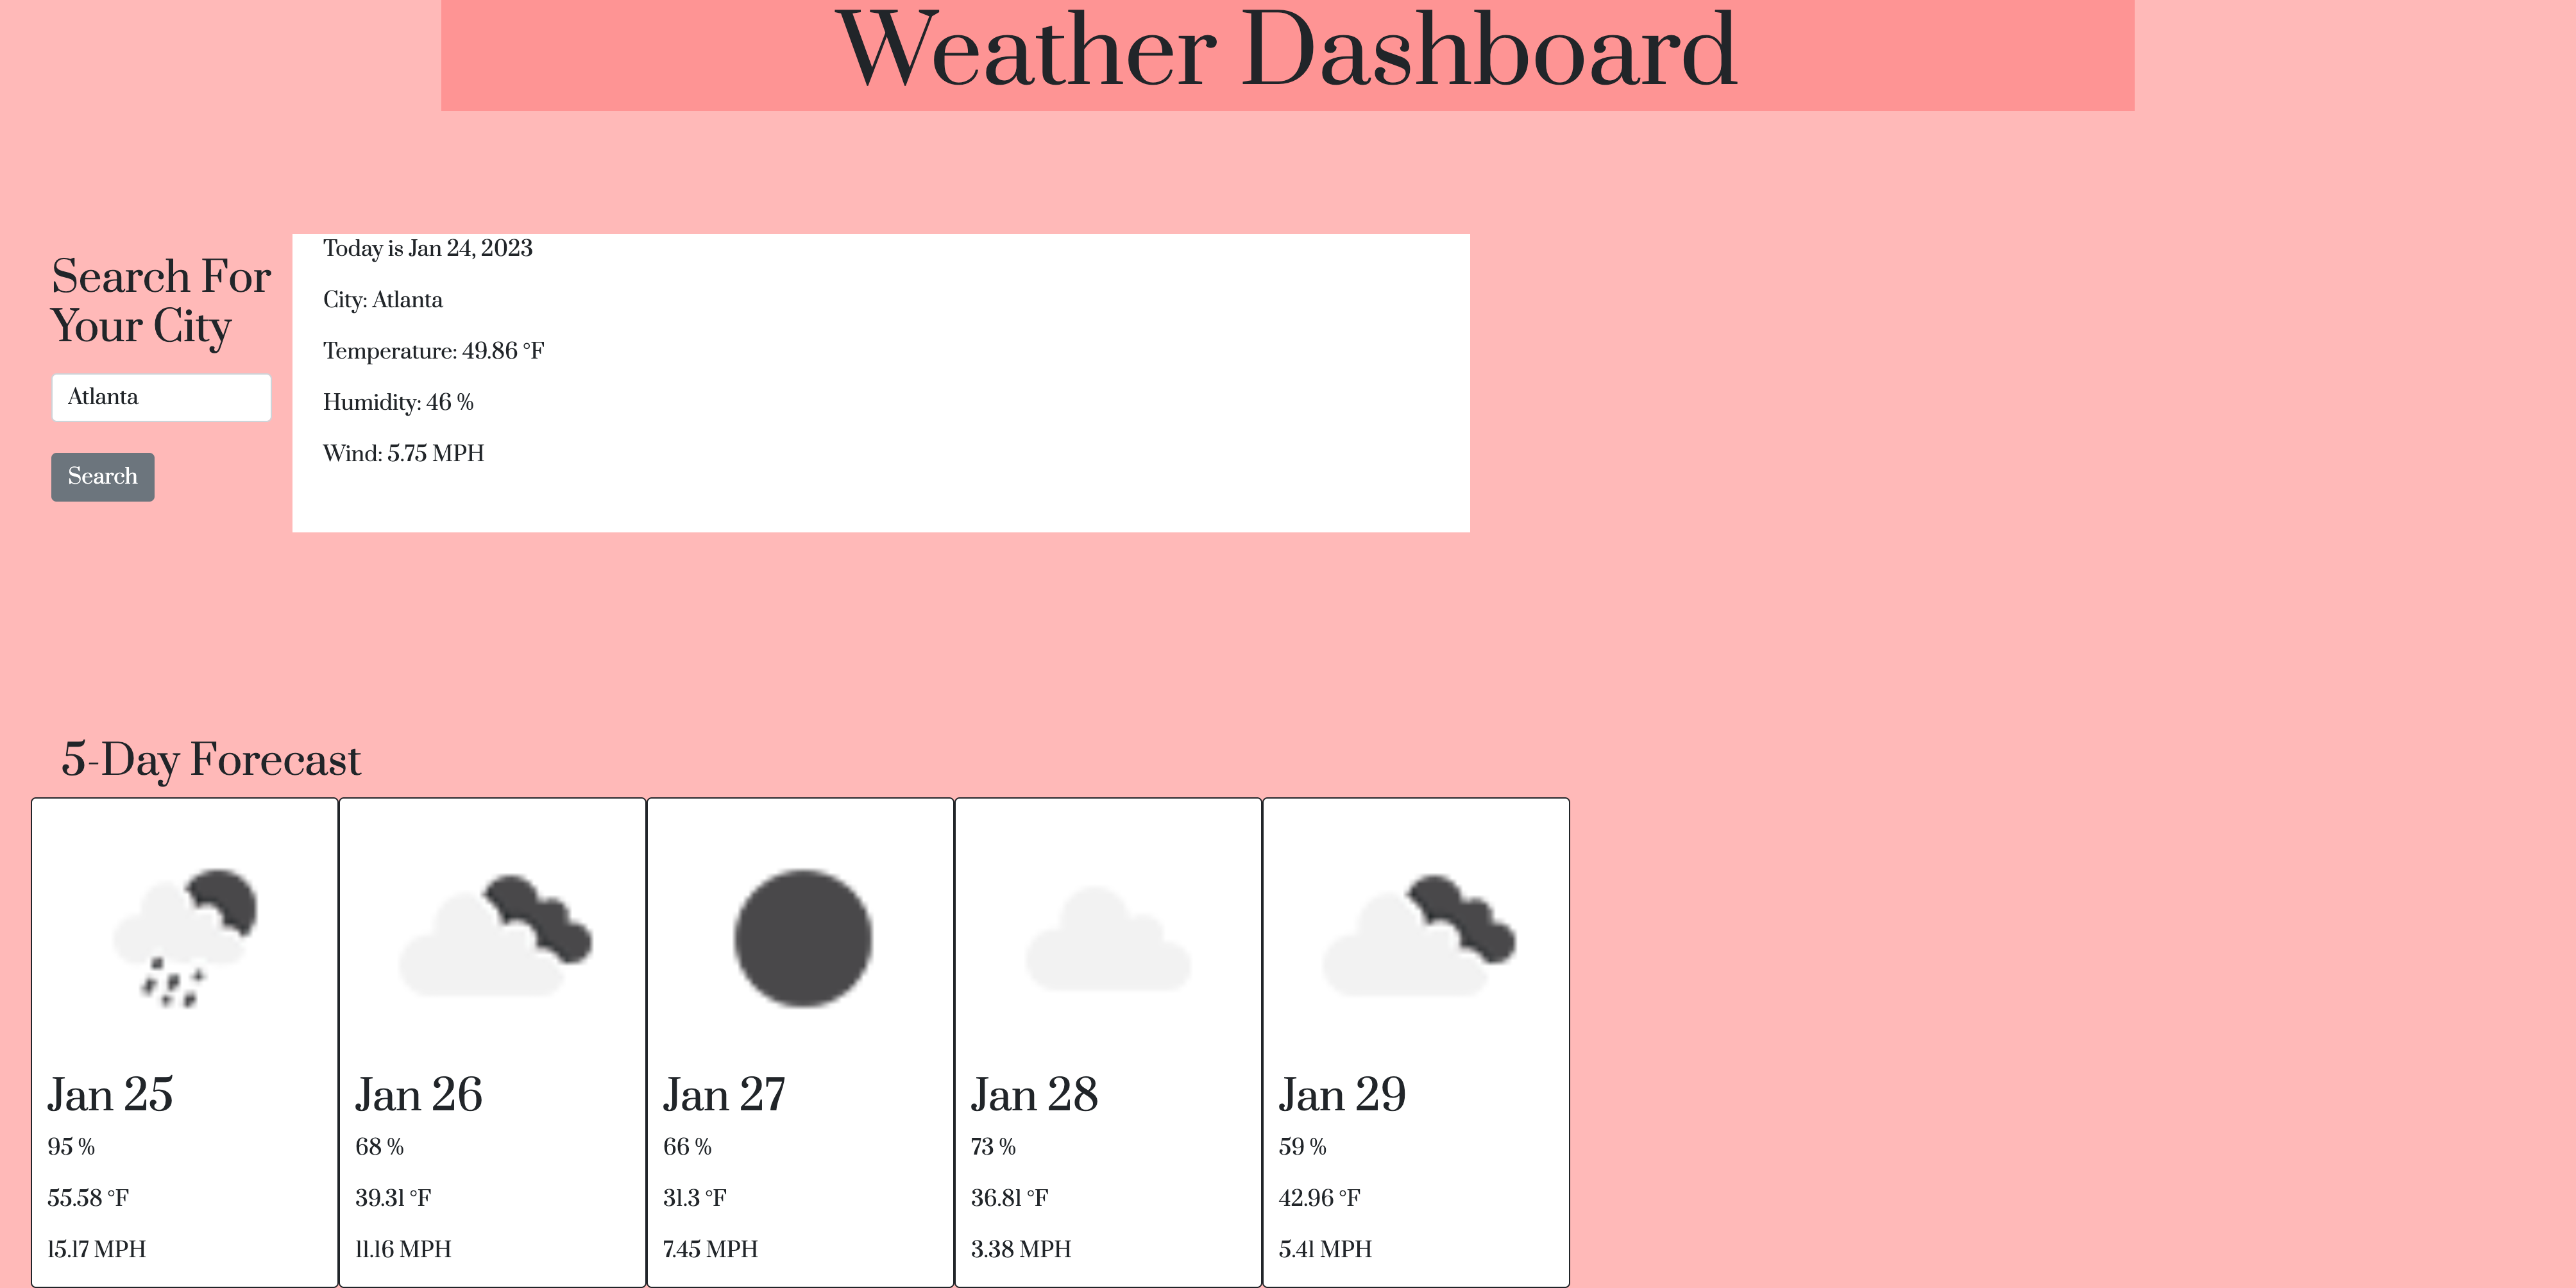 Weather Dashboard
Search For
Your City
Atlanta
Search
Today is Jan 24, 2023
City: Atlanta
Temperature: 49.86 °F
Humidity: 46 %
Wind: 5.75 MPH
5-Day Forecast
Jan 25
95 %
55.58 °F
15.17 MPH
Jan 26
68 %
39.31 °F
11.16 MPH
Jan 27
66 %
31.3 °F
7.45 MPH
Jan 28
73 %
36.81 °F
3.38 MPH
Jan 29
59 %
42.96 °F
5.41 MPH